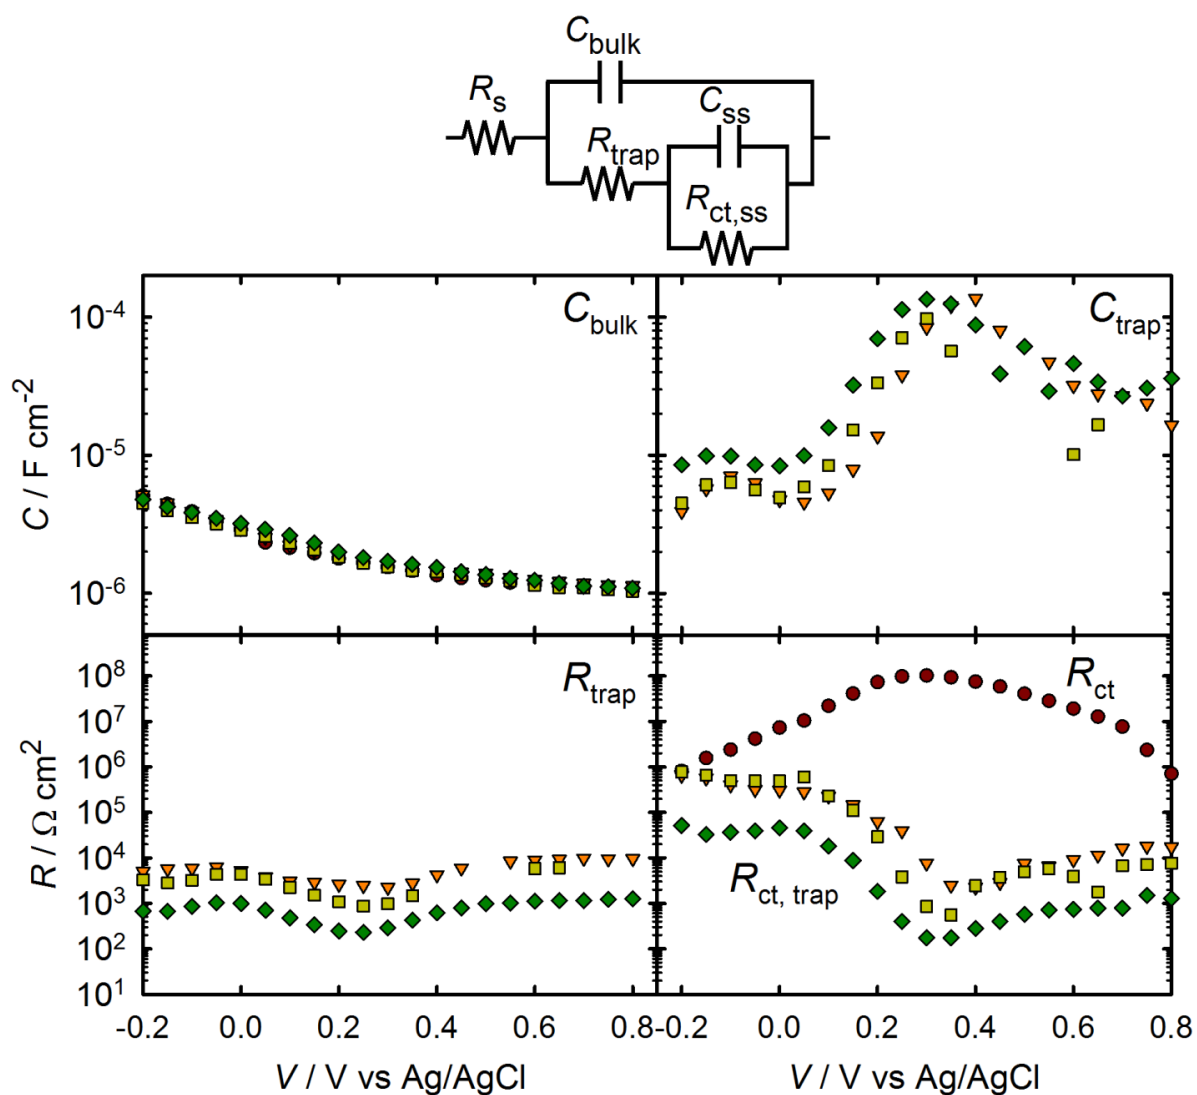 Cbulk
Rs
Css
Rtrap
Rct,ss
10-4
10-5
10-6
C / F cm-2
Cbulk
Ctrap
108
107
106
105
104
103
102
101
R / Ω cm2
Rtrap
Rct
Rct, trap
-0.2 0.0 0.2 0.4 0.6 0.8
-0.2 0.0 0.2 0.4 0.6 0.8
V / V vs Ag/AgCl
V / V vs Ag/AgCl